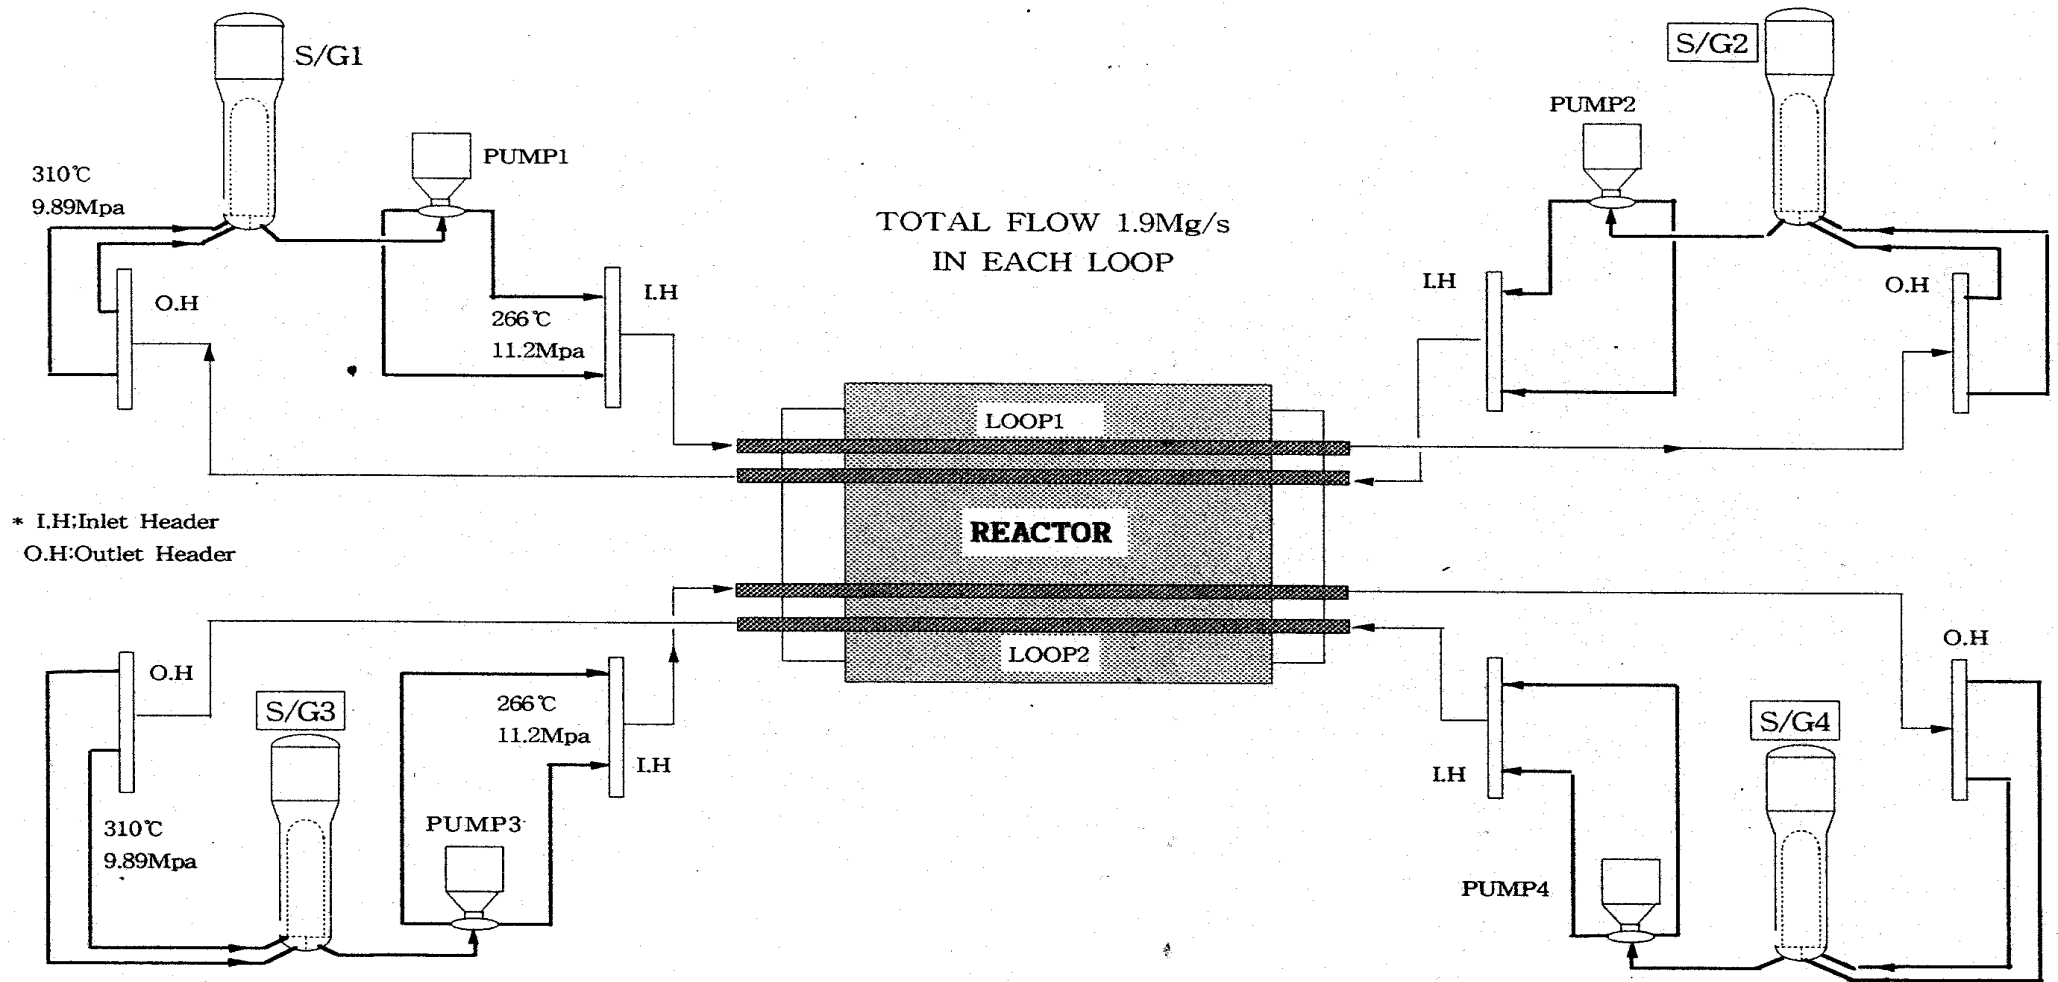 S/G1
S/G2
PUMP2
PUMP1
310℃
9.89Mpa
TOTAL FLOW 1.9Mg/s
IN EACH LOOP
O.H
I.H
I.H
O.H
266℃
11.2Mpa
LOOP1
* I.H;Inlet Header
O.H:Outlet Header
REACTOR
LOOP2
O.H
O.H
S/G3
266℃
11.2Mpa
I.H
S/G4
I.H
310℃
9.89Mpa
PUMP3
PUMP4